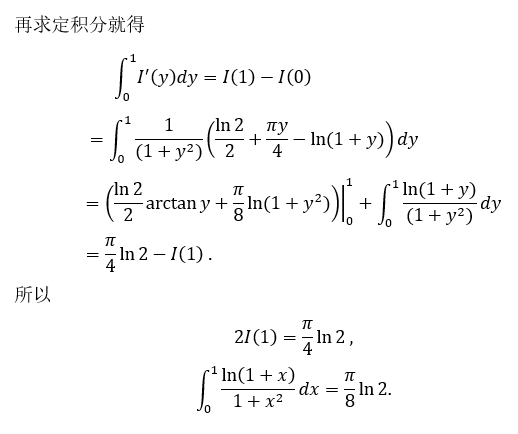 再求定积分就得
∫₀¹ I′(y)dy = I(1) − I(0)
= ∫₀¹ 1/(1 + y²) (ln 2/2 + πy/4 − ln(1 + y)) dy
= (ln 2/2 arctan y + π/8 ln(1 + y²))|₀¹ + ∫₀¹ ln(1 + y)/(1 + y²) dy
= π/4 ln 2 − I(1) .
所以
2I(1) = π/4 ln 2 ,
∫₀¹ ln(1 + x)/1 + x² dx = π/8 ln 2.